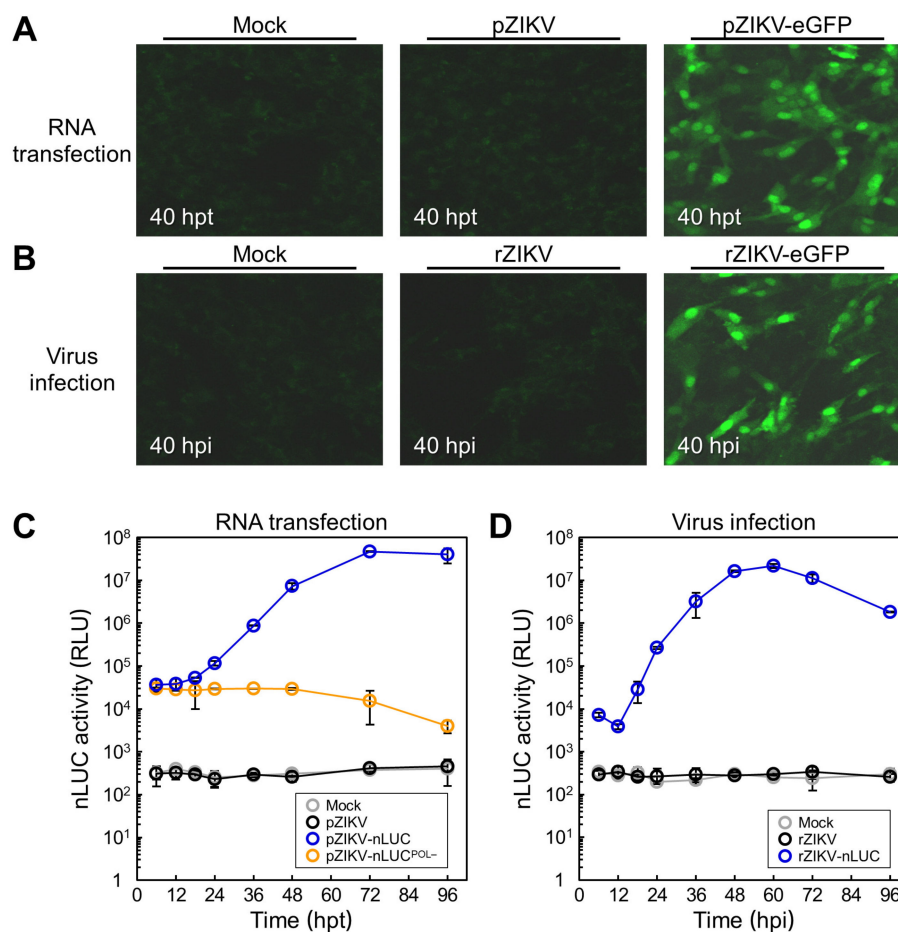 A
Mock
pZIKV
pZIKV-eGFP
RNA
transfection
40 hpt
40 hpt
40 hpt
B
Mock
rZIKV
rZIKV-eGFP
Virus
infection
40 hpi
40 hpi
40 hpi
C
RNA transfection
nLUC activity (RLU)
10⁸
10⁷
10⁶
10⁵
10⁴
10³
10²
10¹
1
0 12 24 36 48 60 72 84 96
Time (hpt)
Mock
pZIKV
pZIKV-nLUC
pZIKV-nLUCᴾᴼᴸ⁻
D
Virus infection
nLUC activity (RLU)
10⁸
10⁷
10⁶
10⁵
10⁴
10³
10²
10¹
1
0 12 24 36 48 60 72 84 96
Time (hpi)
Mock
rZIKV
rZIKV-nLUC